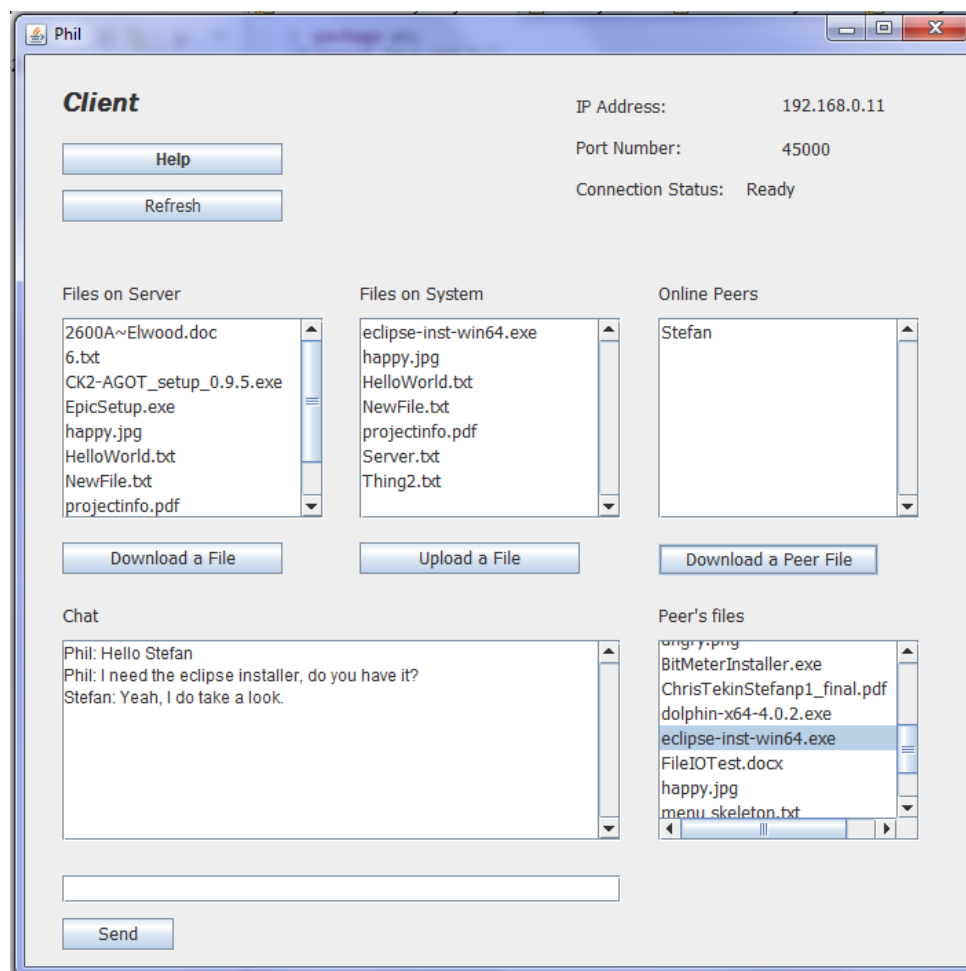 Phil
Client
IP Address: 192.168.0.11
Help
Port Number: 45000
Refresh
Connection Status: Ready
Files on Server
2600A~Elwood.doc
6.txt
CK2-AGOT_setup_0.9.5.exe
EpicSetup.exe
happy.jpg
HelloWorld.txt
NewFile.txt
projectinfo.pdf
Download a File
Files on System
eclipse-inst-win64.exe
happy.jpg
HelloWorld.txt
NewFile.txt
projectinfo.pdf
Server.txt
Thing2.txt
Upload a File
Online Peers
Stefan
Download a Peer File
Chat
Phil: Hello Stefan
Phil: I need the eclipse installer, do you have it?
Stefan: Yeah, I do take a look.
Peer's files
angry.png
BitMeterInstaller.exe
ChrisTekinStefanp1_final.pdf
dolphin-x64-4.0.2.exe
eclipse-inst-win64.exe
FileIOTest.docx
happy.jpg
menu skeleton.txt
Send